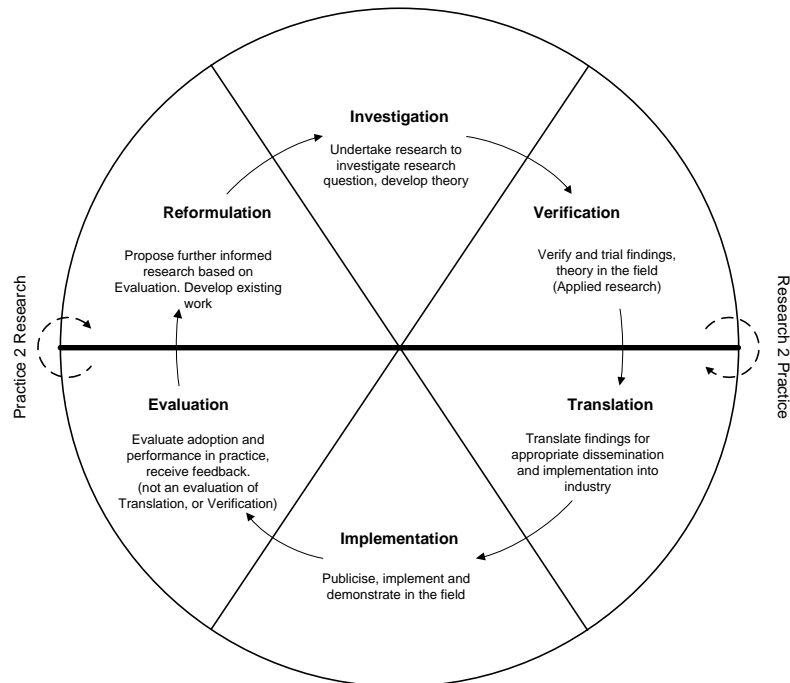 Investigation
Undertake research to
investigate research
question, develop theory
Verification
Verify and trial findings,
theory in the field
(Applied research)
Research 2 Practice
Translation
Translate findings for
appropriate dissemination
and implementation into
industry
Implementation
Publicise, implement and
demonstrate in the field
Evaluation
Evaluate adoption and
performance in practice,
receive feedback.
(not an evaluation of
Translation, or Verification)
Practice 2 Research
Reformulation
Propose further informed
research based on
Evaluation. Develop existing
work